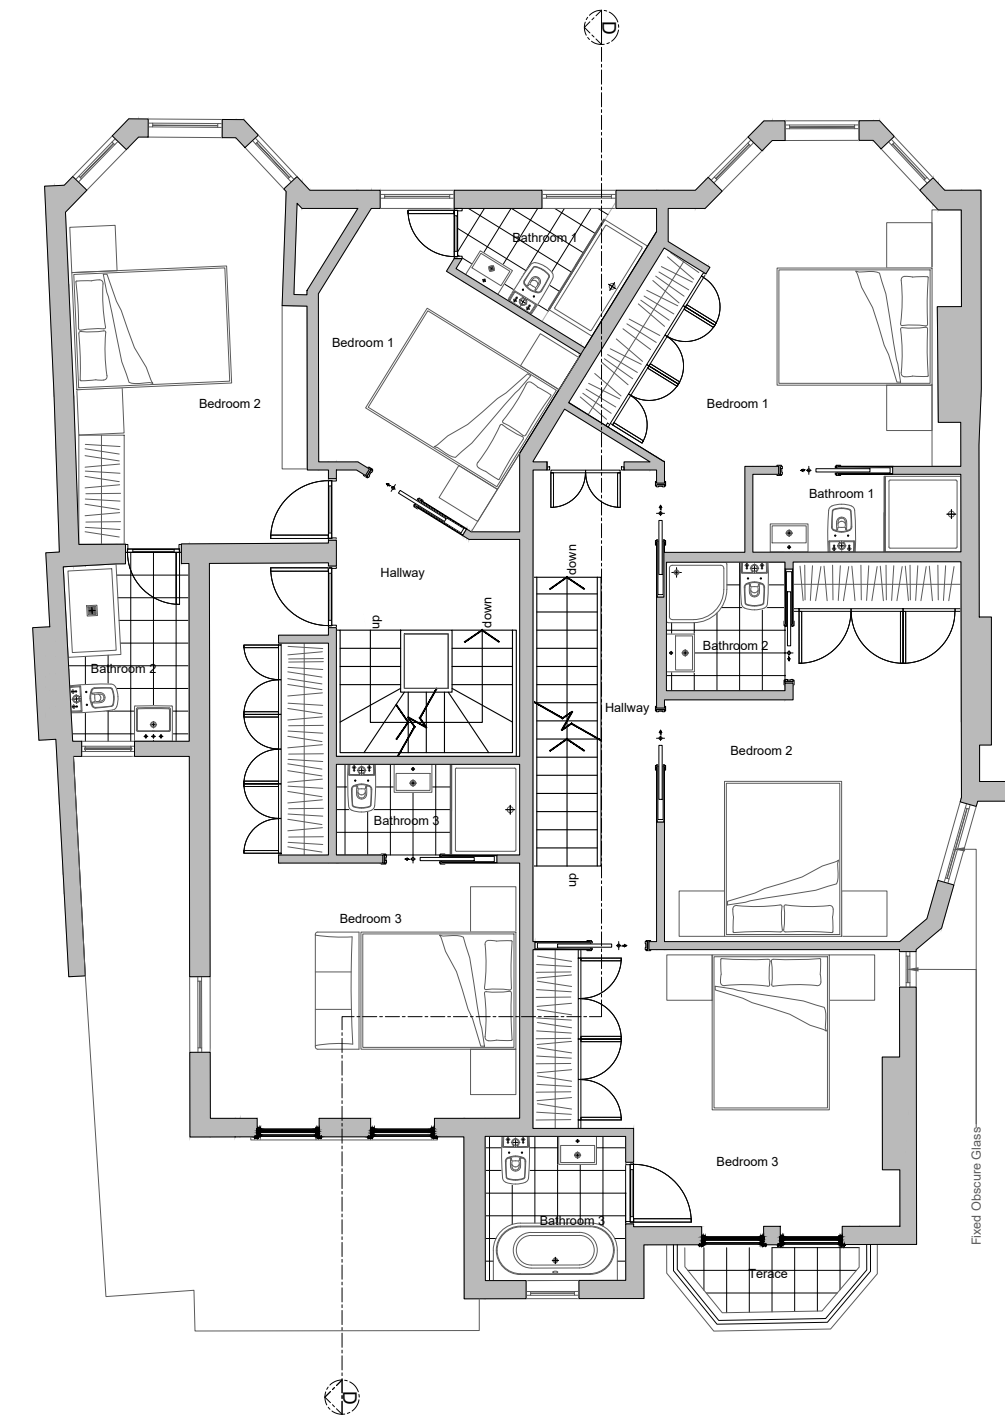 D
Bathroom 1
Bedroom 1
Bedroom 2
Bedroom 1
Bathroom 1
Hallway
down
up
down
Bathroom 2
Bathroom 2
Hallway
Bedroom 2
Bathroom 3
up
Bedroom 3
Fixed Obscure Glass
Bedroom 3
Bathroom 3
Terace
D